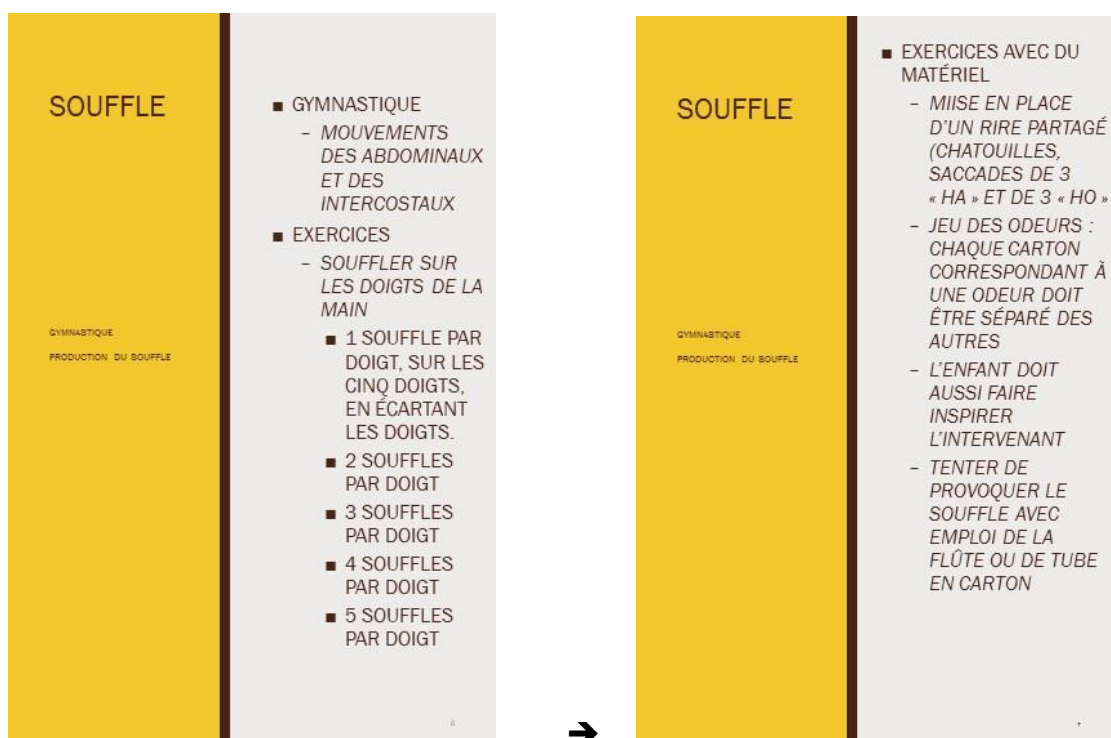 SOUFFLE
GYMNASTIQUE
PRODUCTION DU SOUFFLE
■ GYMNASTIQUE
– MOUVEMENTS
DES ABDOMINAUX
ET DES
INTERCOSTAUX
■ EXERCICES
– SOUFFLER SUR
LES DOIGTS DE LA
MAIN
■ 1 SOUFFLE PAR
DOIGT, SUR LES
CINQ DOIGTS,
EN ÉCARTANT
LES DOIGTS.
■ 2 SOUFFLES
PAR DOIGT
■ 3 SOUFFLES
PAR DOIGT
■ 4 SOUFFLES
PAR DOIGT
■ 5 SOUFFLES
PAR DOIGT
➔
SOUFFLE
GYMNASTIQUE
PRODUCTION DU SOUFFLE
■ EXERCICES AVEC DU
MATÉRIEL
– MIISE EN PLACE
D'UN RIRE PARTAGÉ
(CHATOUILLES,
SACCADES DE 3
« HA » ET DE 3 « HO »
– JEU DES ODEURS :
CHAQUE CARTON
CORRESPONDANT À
UNE ODEUR DOIT
ÊTRE SÉPARÉ DES
AUTRES
– L'ENFANT DOIT
AUSSI FAIRE
INSPIRER
L'INTERVENANT
– TENTER DE
PROVOQUER LE
SOUFFLE AVEC
EMPLOI DE LA
FLÛTE OU DE TUBE
EN CARTON